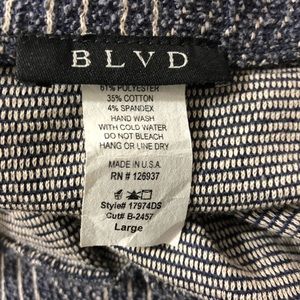 BLVD
61% POLYESTER
35% COTTON
4% SPANDEX
HAND WASH
WITH COLD WATER
DO NOT BLEACH
HANG OR LINE DRY
MADE IN U.S.A.
RN # 126937
Style# 17974DS
Cut# B-2457
Large